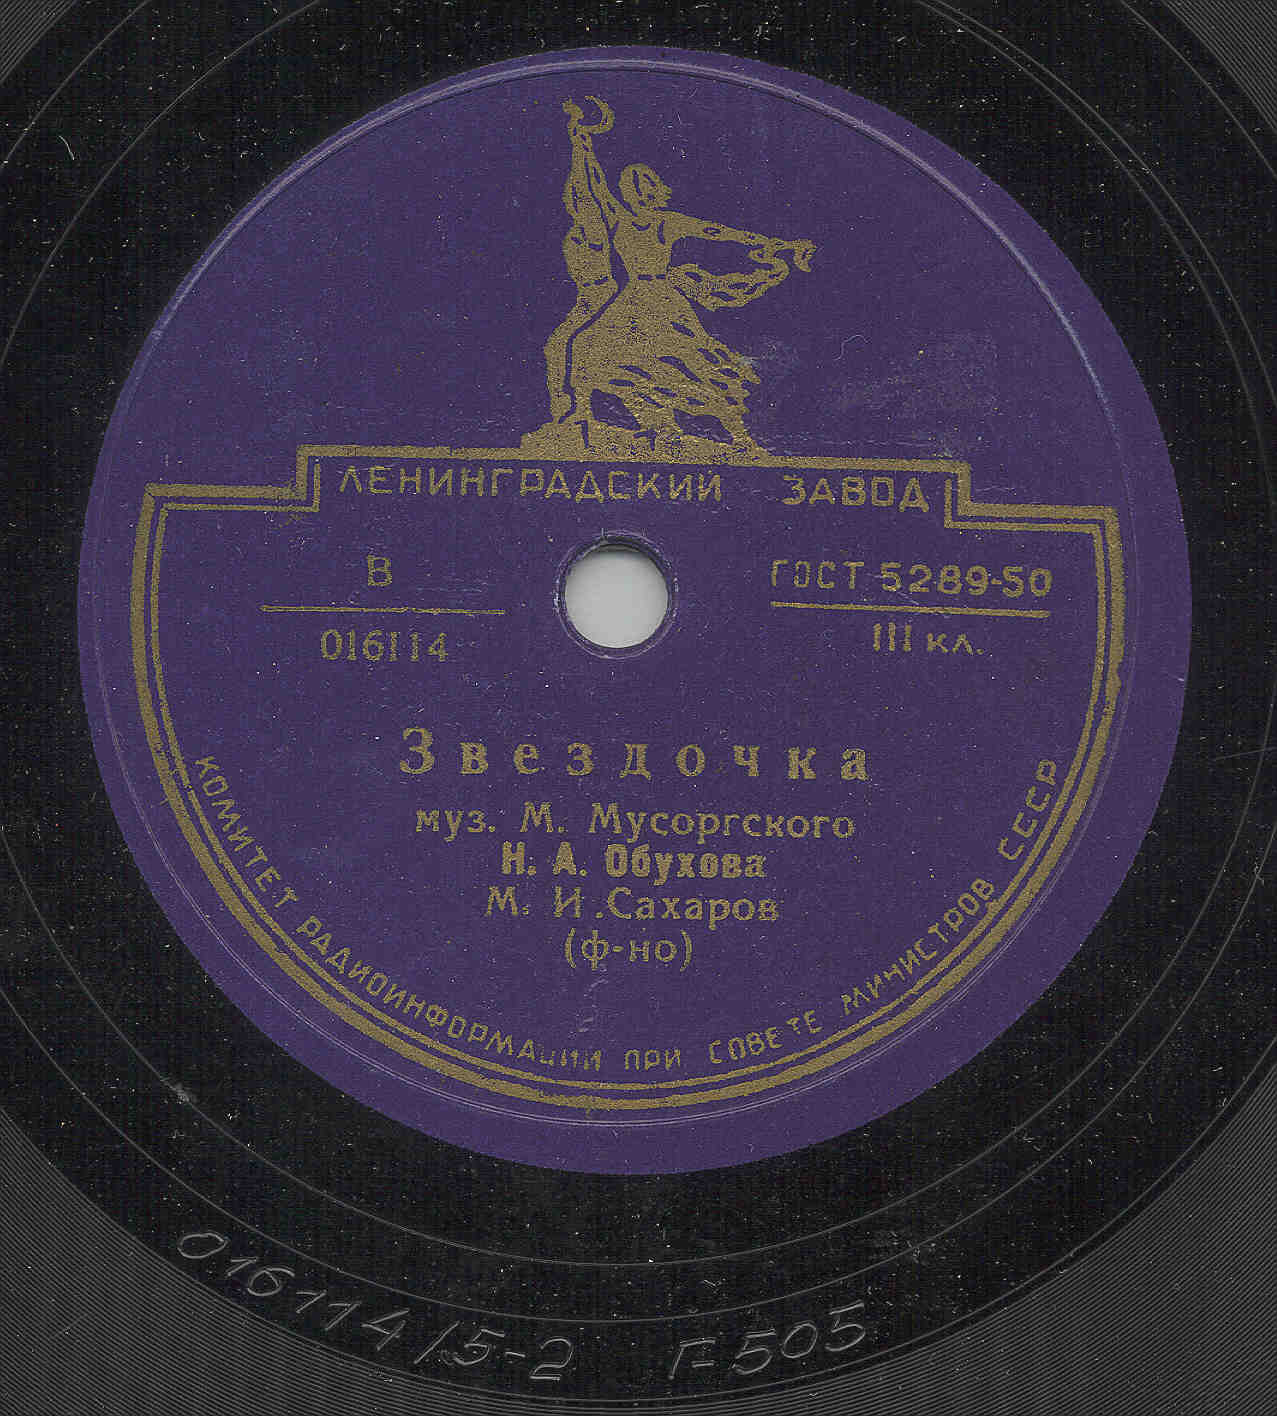 ЛЕНИНГРАДСКИЙ ЗАВОД
В
016114
ГОСТ 5289-50
III кл.
Звездочка
муз. М. Мусоргского
Н. А. Обухова
М. И. Сахаров
(ф-но)
КОМИТЕТ РАДИОИНФОРМАЦИИ ПРИ СОВЕТЕ МИНИСТРОВ СССР
016114/5-2 Г-505